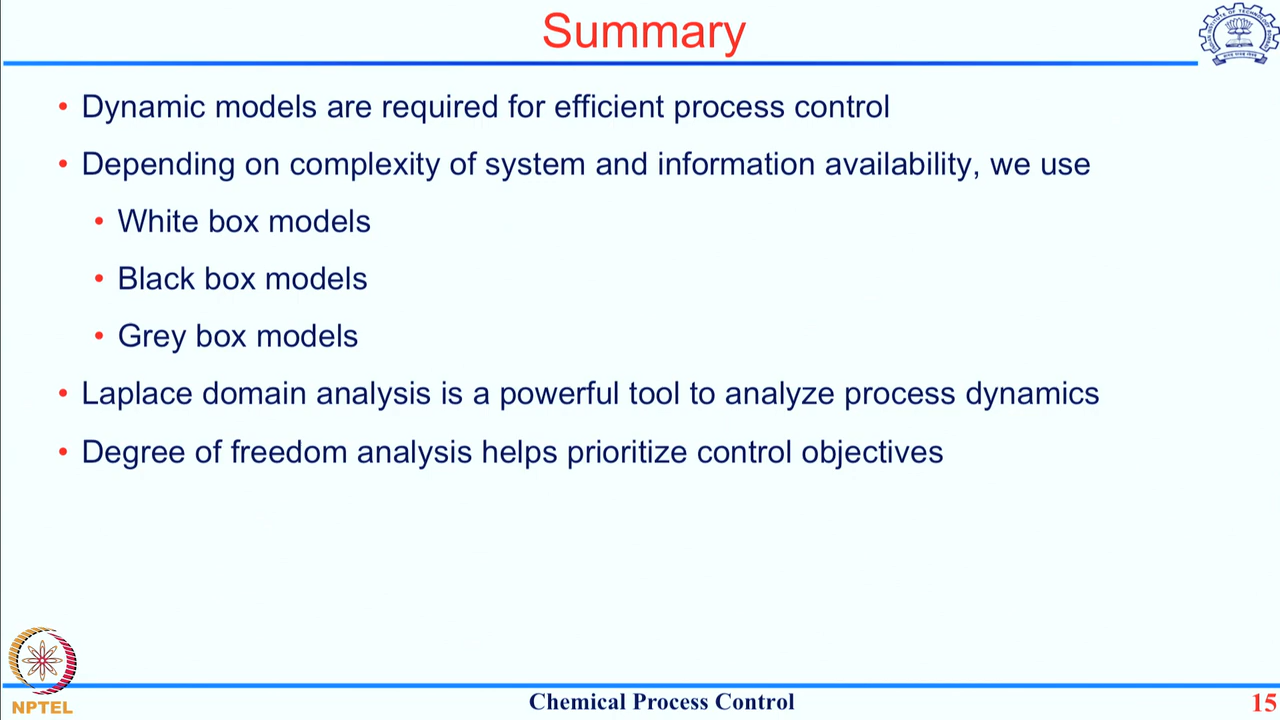 Summary
• Dynamic models are required for efficient process control
• Depending on complexity of system and information availability, we use
• White box models
• Black box models
• Grey box models
• Laplace domain analysis is a powerful tool to analyze process dynamics
• Degree of freedom analysis helps prioritize control objectives
NPTEL
Chemical Process Control
15